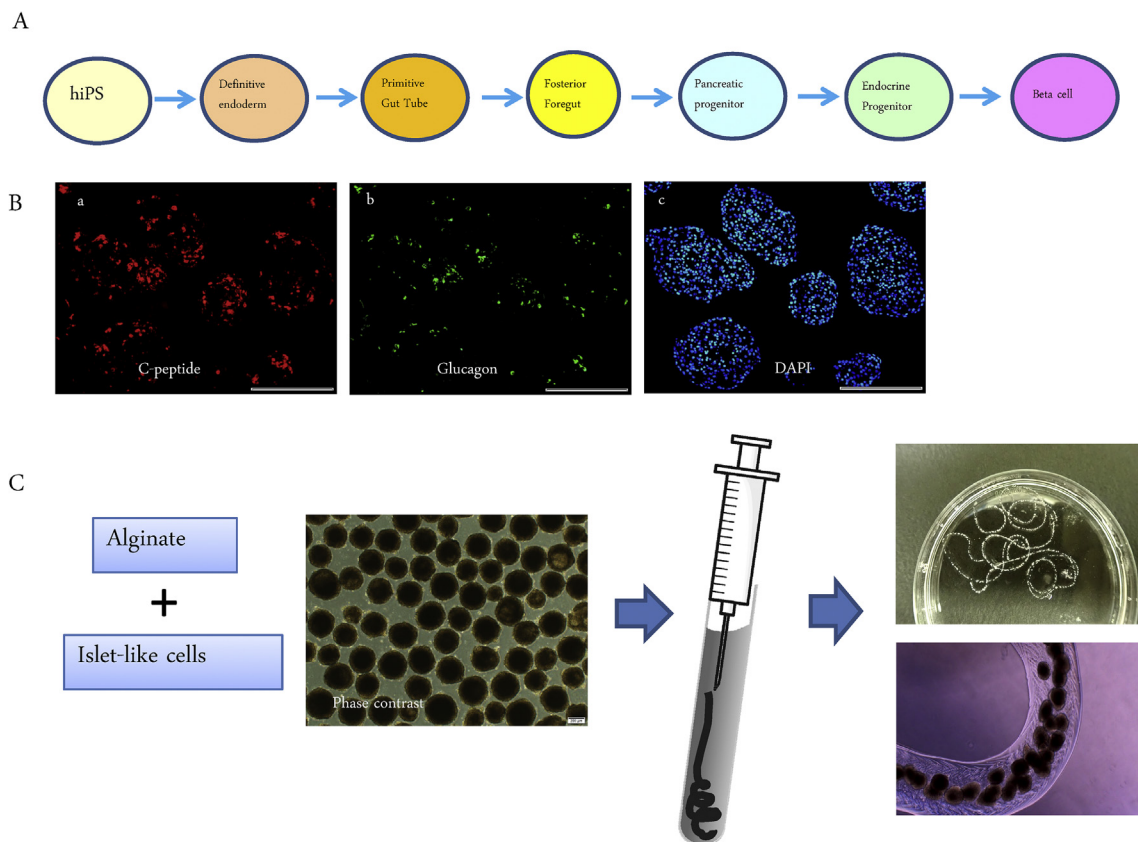 A
hiPS
Definitive
endoderm
Primitive
Gut Tube
Posterior
Foregut
Pancreatic
progenitor
Endocrine
Progenitor
Beta cell
B
a
C-peptide
b
Glucagon
c
DAPI
C
Alginate
+
Islet-like cells
Phase contrast